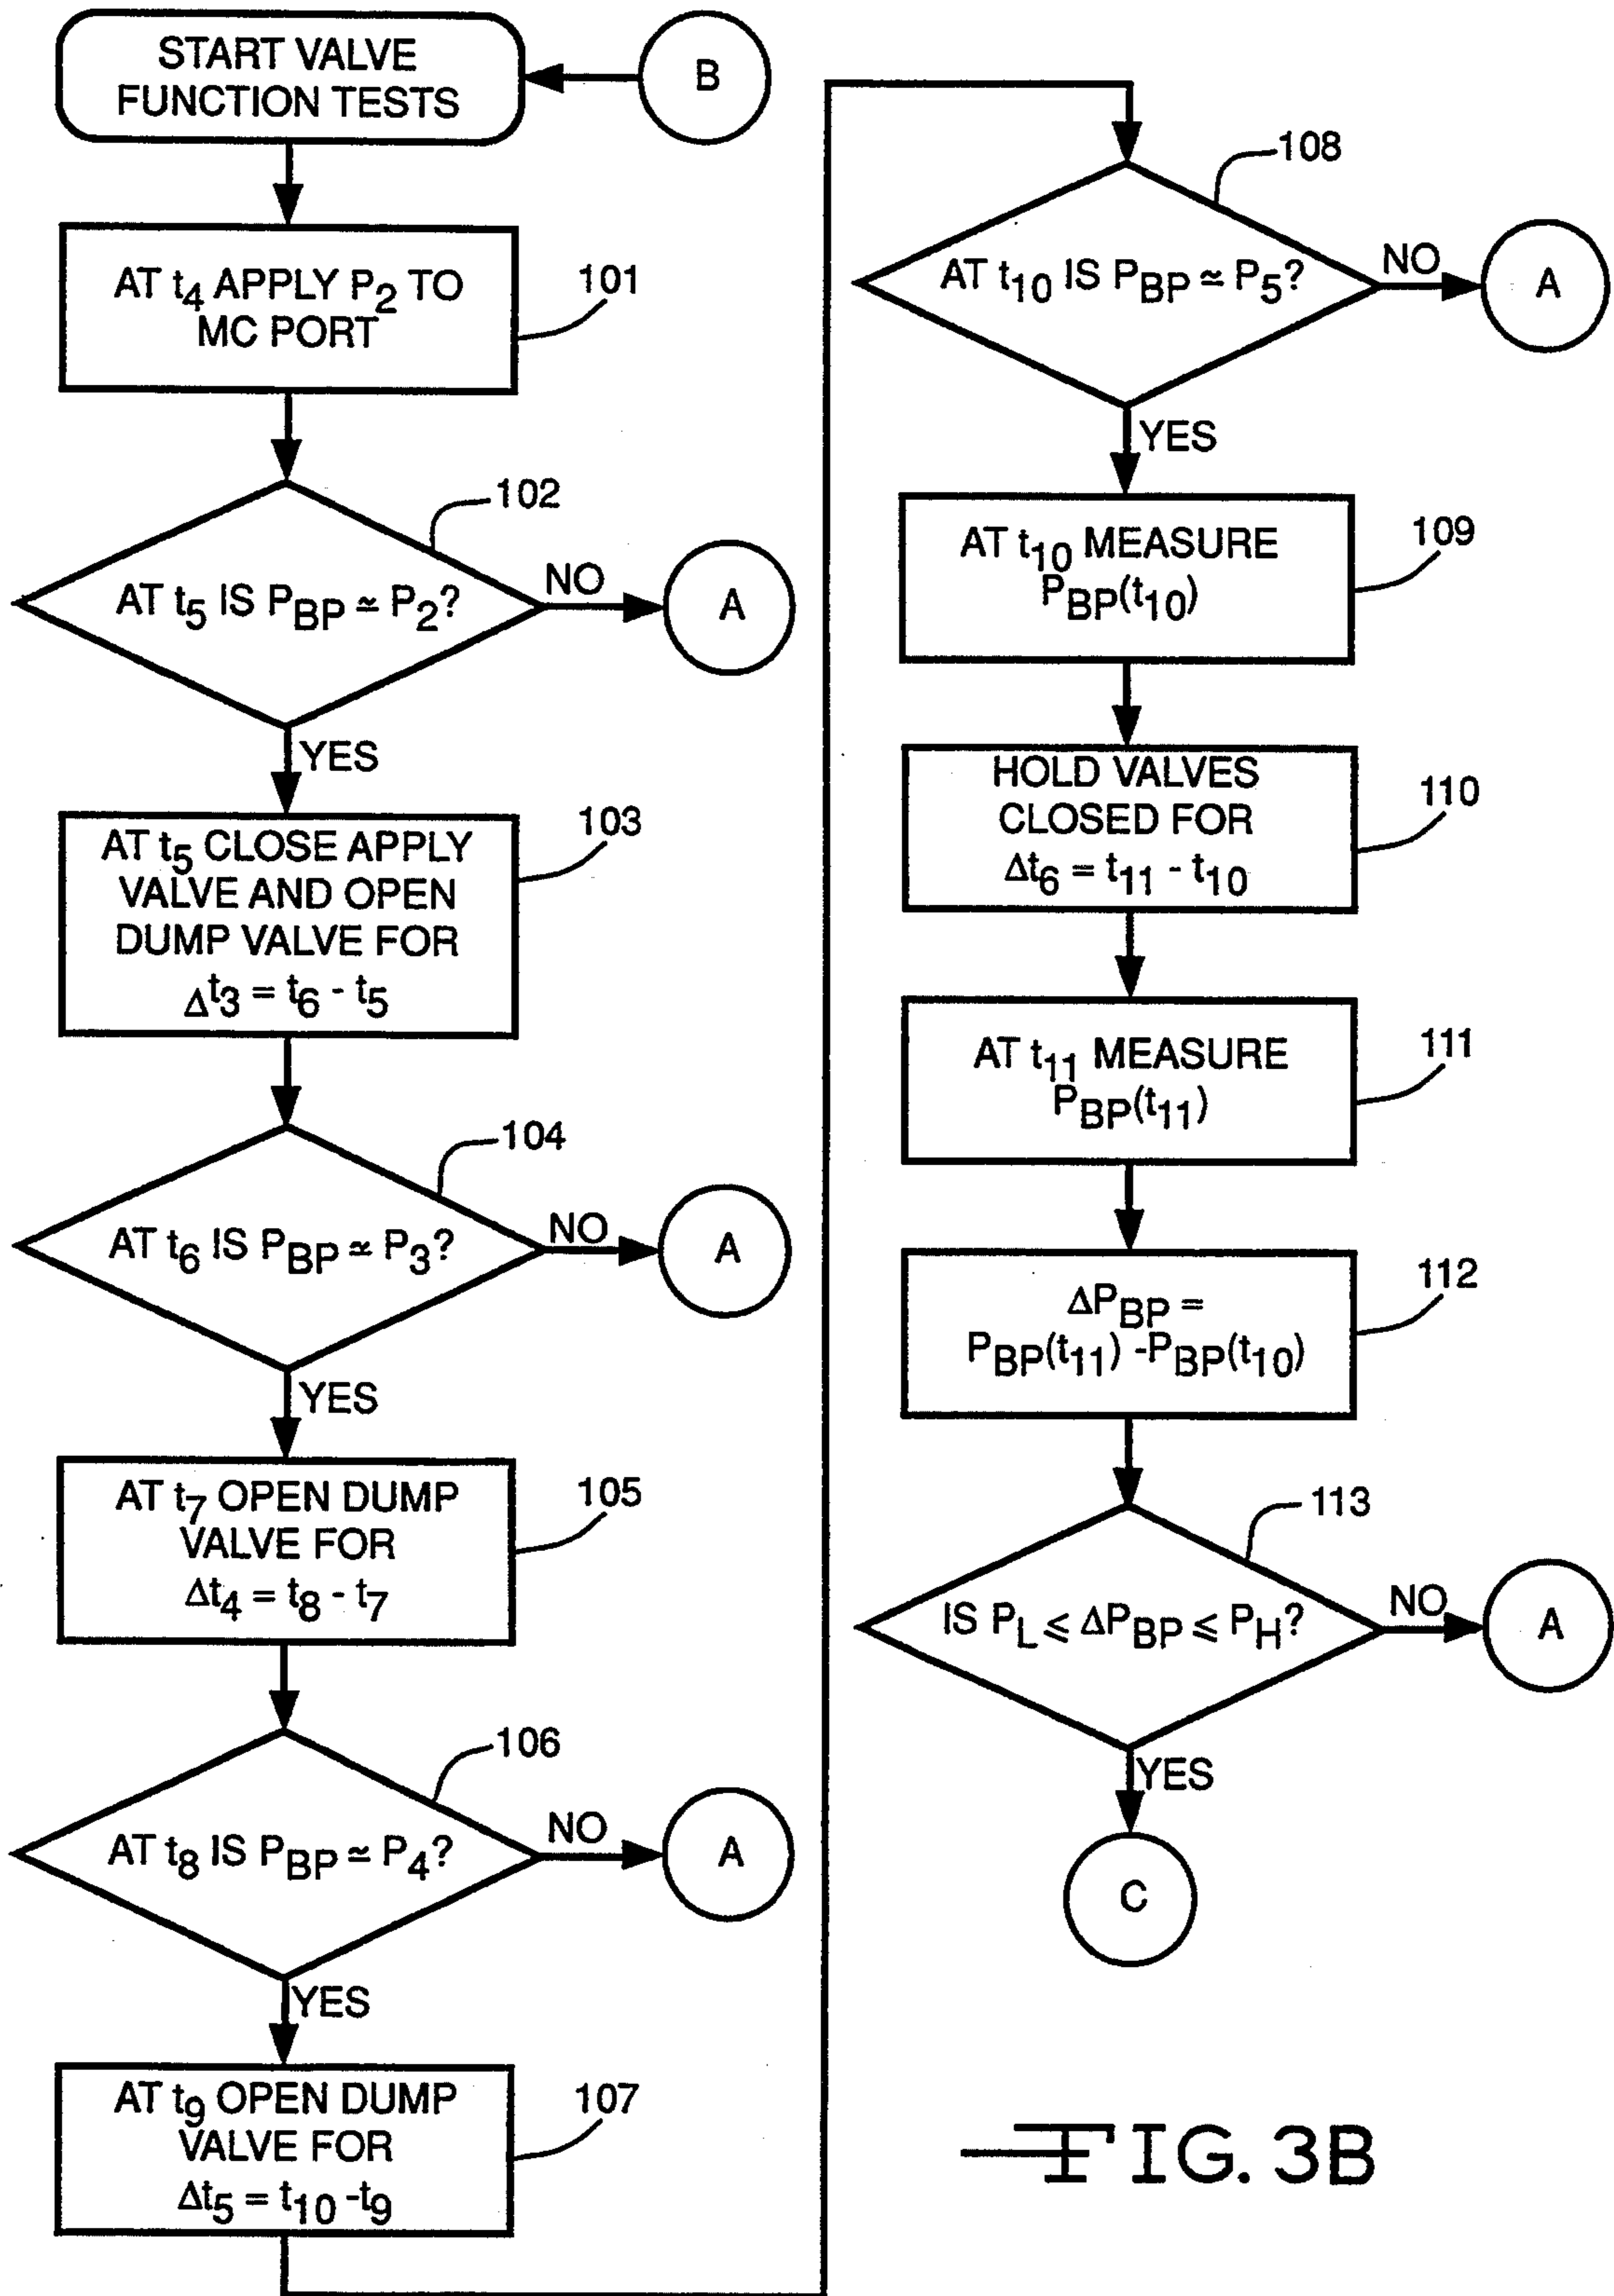 START VALVE
FUNCTION TESTS
B
AT t4 APPLY P2 TO
MC PORT
101
102
AT t5 IS PBP ≃ P2?
NO
A
YES
AT t5 CLOSE APPLY
VALVE AND OPEN
DUMP VALVE FOR
Δt3 = t6 - t5
103
104
AT t6 IS PBP ≃ P3?
NO
A
YES
AT t7 OPEN DUMP
VALVE FOR
Δt4 = t8 - t7
105
106
AT t8 IS PBP ≃ P4?
NO
A
YES
AT t9 OPEN DUMP
VALVE FOR
Δt5 = t10 -t9
107
108
AT t10 IS PBP ≃ P5?
NO
A
YES
AT t10 MEASURE
PBP(t10)
109
HOLD VALVES
CLOSED FOR
Δt6 = t11 - t10
110
AT t11 MEASURE
PBP(t11)
111
ΔPBP =
PBP(t11) -PBP(t10)
112
113
IS PL ⩽ ΔPBP ⩽ PH?
NO
A
YES
C
FIG. 3B